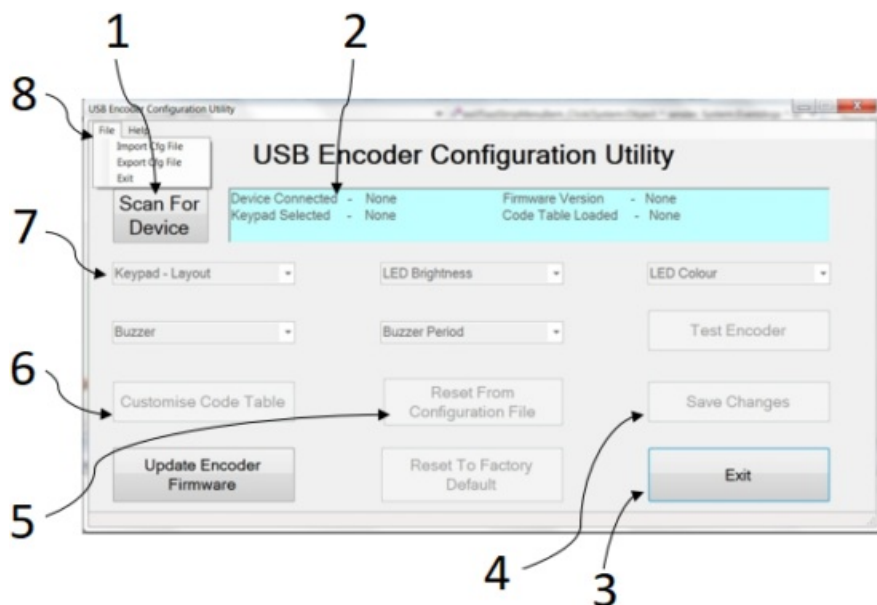 1
2
8
USB Encoder Configuration Utility
File Help
Import Cfg File
Export Cfg File
Exit
USB Encoder Configuration Utility
Scan For
Device
Device Connected - None Firmware Version - None
Keypad Selected - None Code Table Loaded - None
7
Keypad - Layout LED Brightness LED Colour
Buzzer Buzzer Period Test Encoder
6
Customise Code Table
Reset From
Configuration File
Save Changes
Update Encoder
Firmware
Reset To Factory
Default
Exit
5
4
3